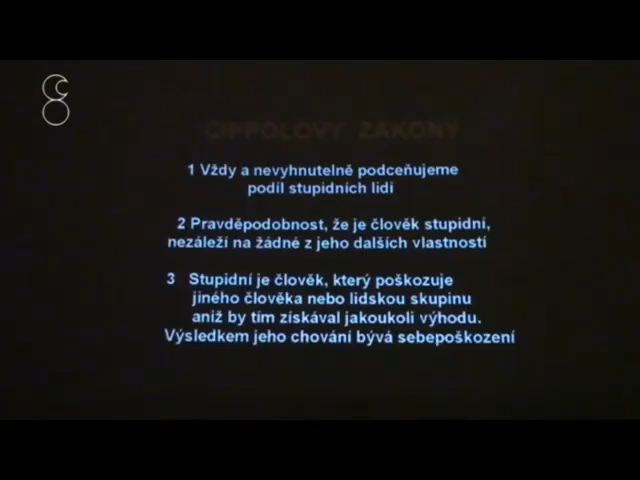 CIPPOLOVY ZÁKONY
1 Vždy a nevyhnutelně podceňujeme
podíl stupidních lidí
2 Pravděpodobnost, že je člověk stupidní,
nezáleží na žádné z jeho dalších vlastností
3 Stupidní je člověk, který poškozuje
jiného člověka nebo lidskou skupinu
aniž by tím získával jakoukoli výhodu.
Výsledkem jeho chování bývá sebepoškození